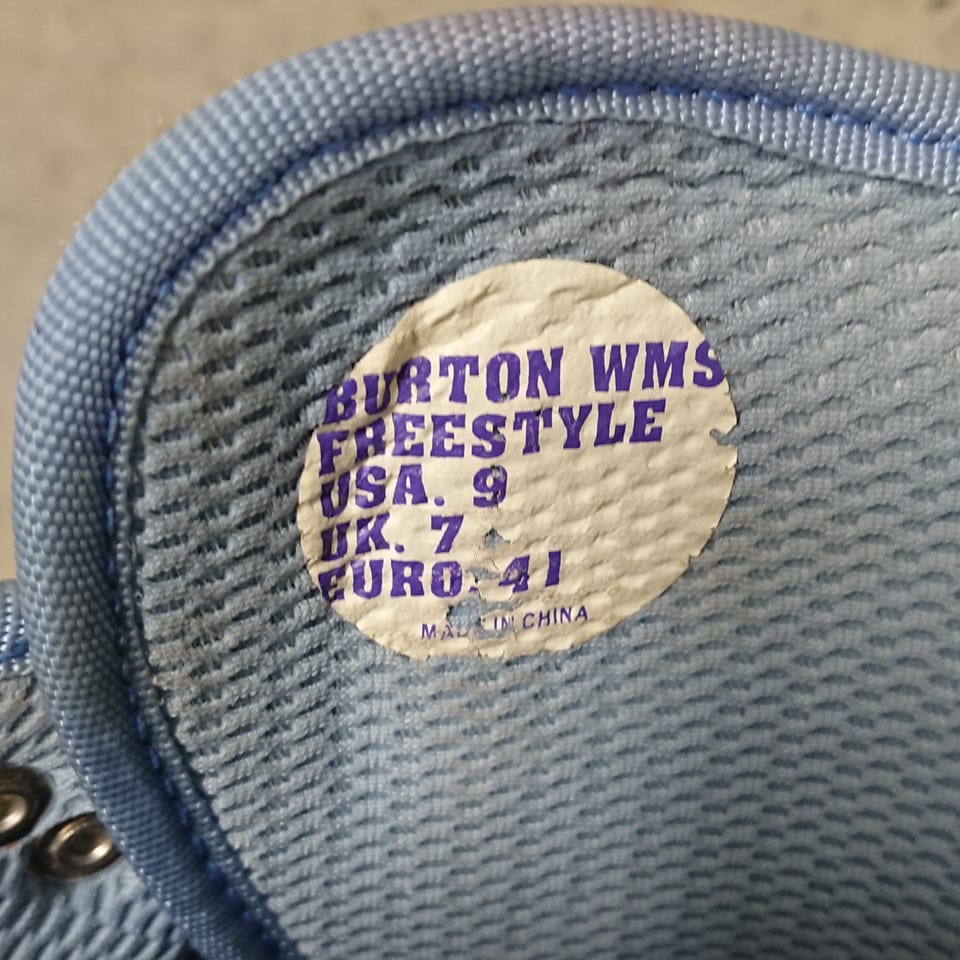 BURTON WMS
FREESTYLE
USA. 9
UK. 7
EURO. 41
MADE IN CHINA